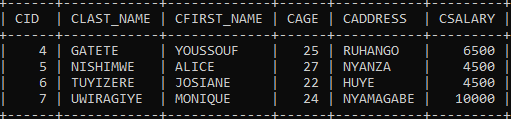 CID | CLAST_NAME | CFIRST_NAME | CAGE | CADDRESS | CSALARY
4 | GATETE | YOUSSOUF | 25 | RUHANGO | 6500
5 | NISHIMWE | ALICE | 27 | NYANZA | 4500
6 | TUYIZERE | JOSIANE | 22 | HUYE | 4500
7 | UWIRAGIYE | MONIQUE | 24 | NYAMAGABE | 10000